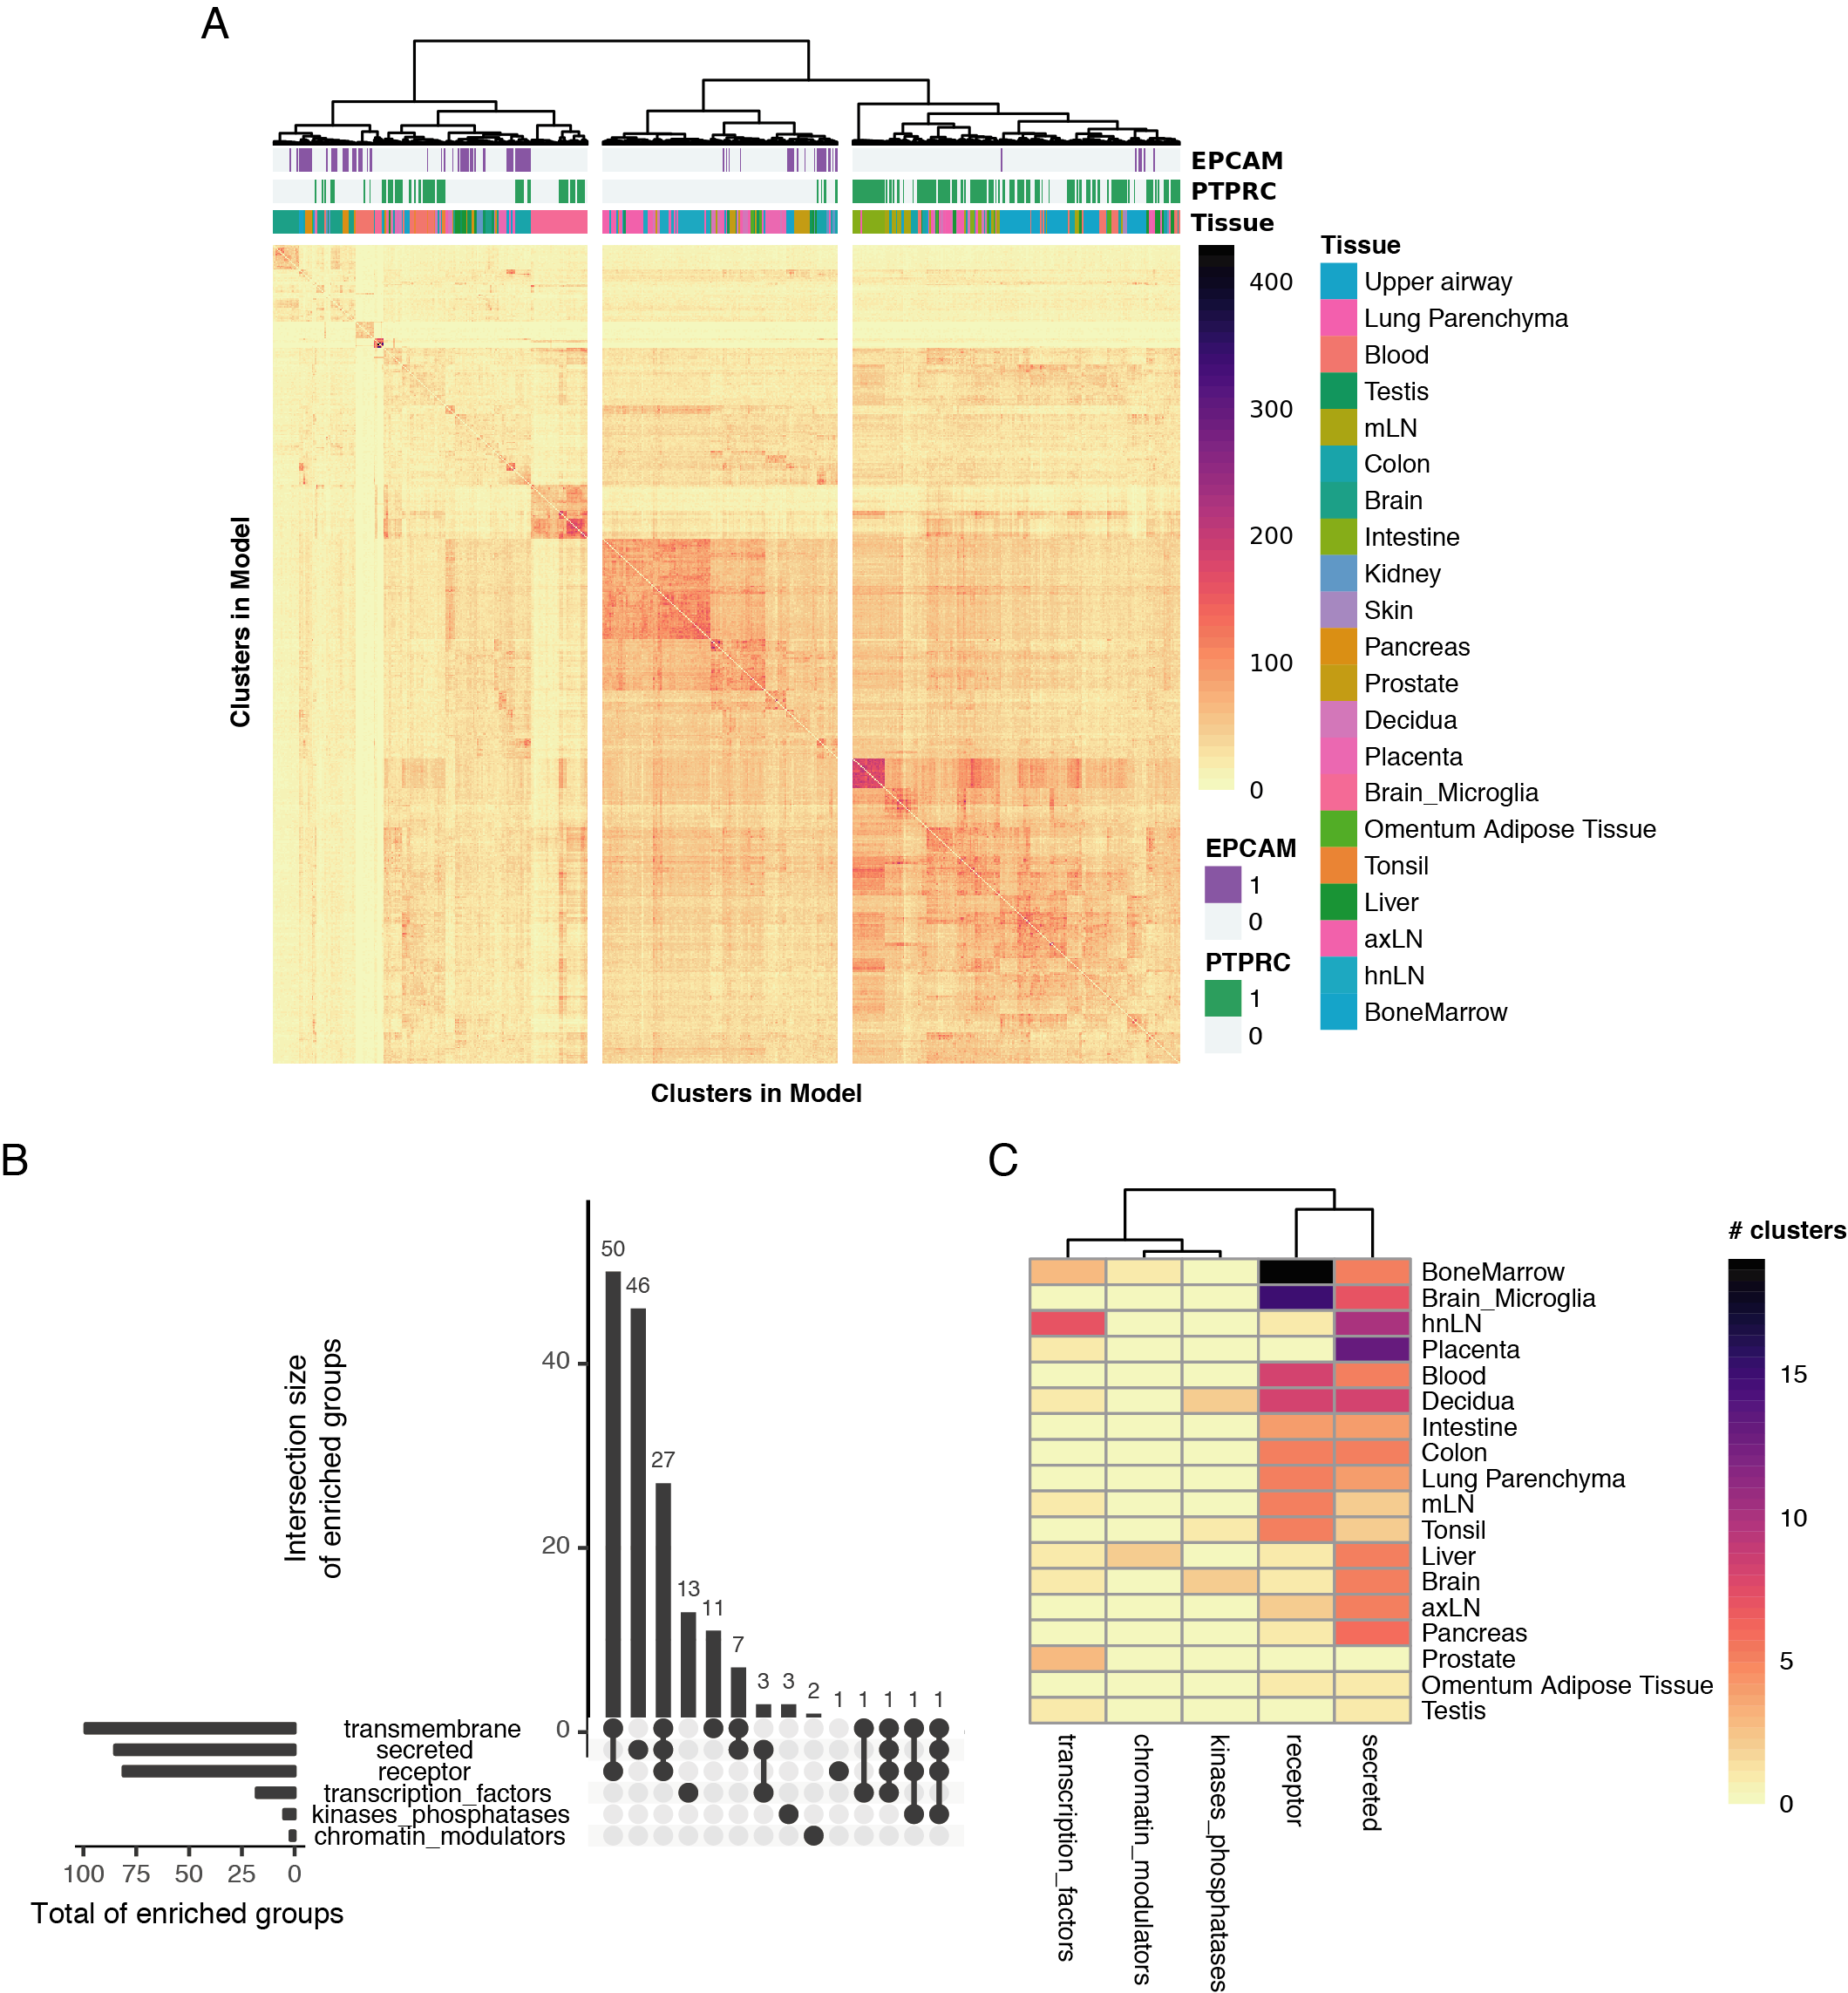 A
EPCAM
PTPRC
Tissue
Clusters in Model
Clusters in Model
400
300
200
100
0
EPCAM
1
0
PTPRC
1
0
Tissue
Upper airway
Lung Parenchyma
Blood
Testis
mLN
Colon
Brain
Intestine
Kidney
Skin
Pancreas
Prostate
Decidua
Placenta
Brain_Microglia
Omentum Adipose Tissue
Tonsil
Liver
axLN
hnLN
BoneMarrow
B
Intersection size
of enriched groups
40
20
0
50
46
27
13
11
7
3
3
2
1
1
1
1
1
transmembrane
secreted
receptor
transcription_factors
kinases_phosphatases
chromatin_modulators
100
75
50
25
0
Total of enriched groups
C
BoneMarrow
Brain_Microglia
hnLN
Placenta
Blood
Decidua
Intestine
Colon
Lung Parenchyma
mLN
Tonsil
Liver
Brain
axLN
Pancreas
Prostate
Omentum Adipose Tissue
Testis
transcription_factors
chromatin_modulators
kinases_phosphatases
receptor
secreted
# clusters
15
10
5
0